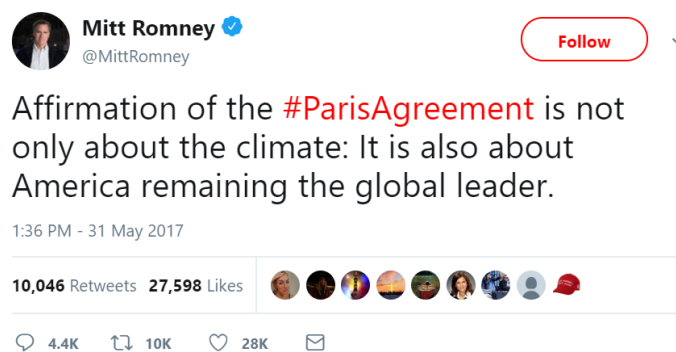 Mitt Romney
@MittRomney
Follow
Affirmation of the #ParisAgreement is not
only about the climate: It is also about
America remaining the global leader.
1:36 PM - 31 May 2017
10,046 Retweets 27,598 Likes
4.4K 10K 28K